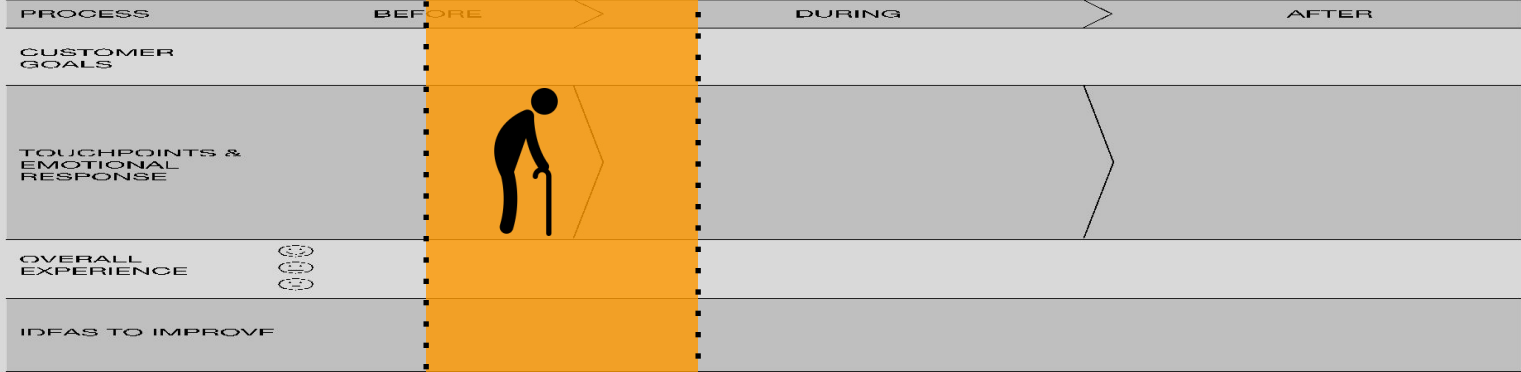 PROCESS
BEFORE
DURING
AFTER
CUSTOMER
GOALS
TOUCHPOINTS &
EMOTIONAL
RESPONSE
OVERALL
EXPERIENCE
IDEAS TO IMPROVE